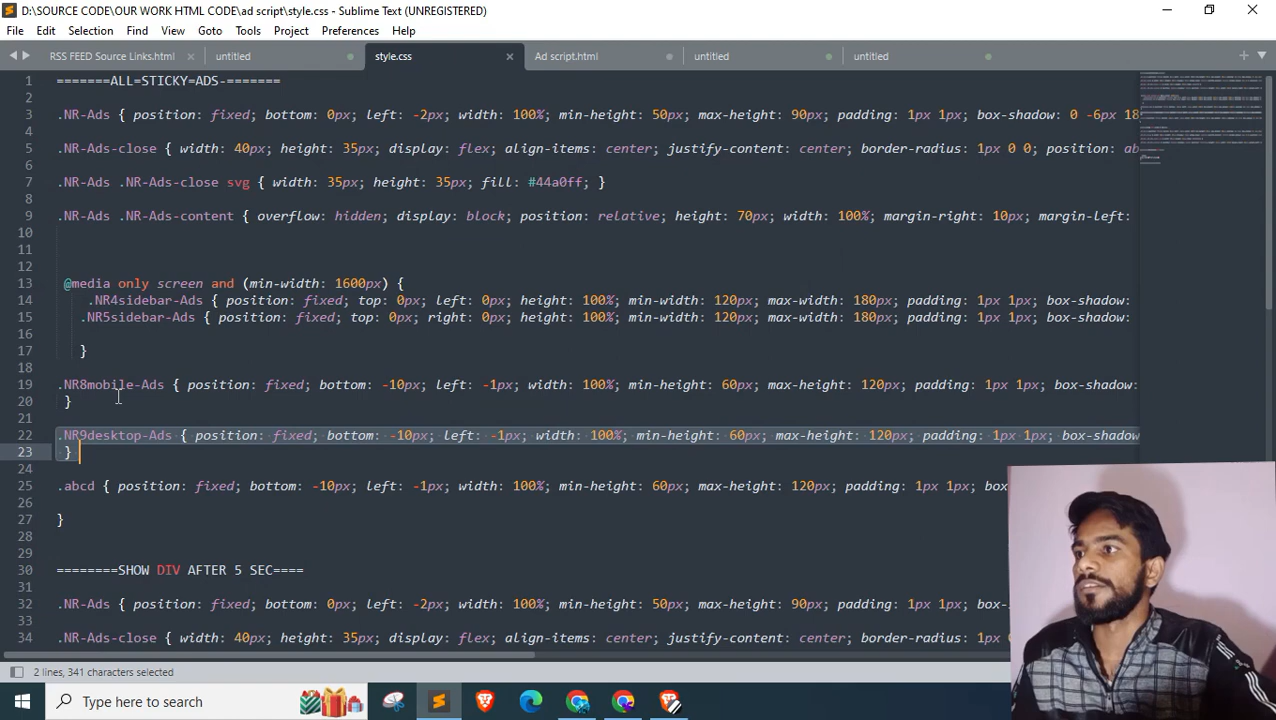 D:\SOURCE CODE\OUR WORK HTML CODE\ad script\style.css - Sublime Text (UNREGISTERED)
File Edit Selection Find View Goto Tools Project Preferences Help
RSS FEED Source Links.html untitled style.css Ad script.html untitled untitled
1 =======ALL=STICKY=ADS-=======
2
3 .NR-Ads { position: fixed; bottom: 0px; left: -2px; width: 100%; min-height: 50px; max-height: 90px; padding: 1px 1px; box-shadow: 0 -6px 18
4
5 .NR-Ads-close { width: 40px; height: 35px; display: flex; align-items: center; justify-content: center; border-radius: 1px 0 0; position: ab
6
7 .NR-Ads .NR-Ads-close svg { width: 35px; height: 35px; fill: #44a0ff; }
8
9 .NR-Ads .NR-Ads-content { overflow: hidden; display: block; position: relative; height: 70px; width: 100%; margin-right: 10px; margin-left:
10
11
12
13 @media only screen and (min-width: 1600px) {
14 .NR4sidebar-Ads { position: fixed; top: 0px; left: 0px; height: 100%; min-width: 120px; max-width: 180px; padding: 1px 1px; box-shadow:
15 .NR5sidebar-Ads { position: fixed; top: 0px; right: 0px; height: 100%; min-width: 120px; max-width: 180px; padding: 1px 1px; box-shadow:
16
17 }
18
19 .NR8mobile-Ads { position: fixed; bottom: -10px; left: -1px; width: 100%; min-height: 60px; max-height: 120px; padding: 1px 1px; box-shadow:
20 }
21
22 .NR9desktop-Ads { position: fixed; bottom: -10px; left: -1px; width: 100%; min-height: 60px; max-height: 120px; padding: 1px 1px; box-shadow
23 }
24
25 .abcd { position: fixed; bottom: -10px; left: -1px; width: 100%; min-height: 60px; max-height: 120px; padding: 1px 1px; box
26
27 }
28
29
30 ========SHOW DIV AFTER 5 SEC====
31
32 .NR-Ads { position: fixed; bottom: 0px; left: -2px; width: 100%; min-height: 50px; max-height: 90px; padding: 1px 1px; box
33
34 .NR-Ads-close { width: 40px; height: 35px; display: flex; align-items: center; justify-content: center; border-radius: 1px
2 lines, 341 characters selected
Type here to search